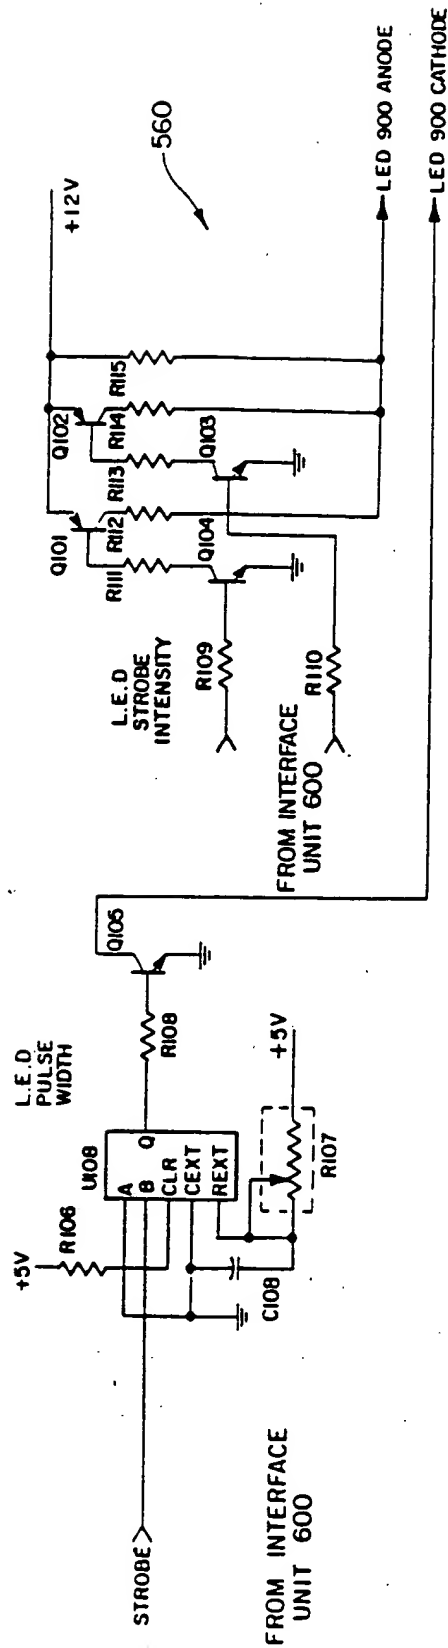 STROBE
FROM INTERFACE
UNIT 600
+5V
R106
L.E.D
PULSE
WIDTH
U108
A
B
CLR
CEXT
REXT
Q
C108
R107
+5V
R108
Q105
L.E.D
STROBE
INTENSITY
FROM INTERFACE
UNIT 600
R109
R110
Q101
R111
R112
Q104
Q102
R113
R114
Q103
R115
+12V
560
LED 900 ANODE
LED 900 CATHODE